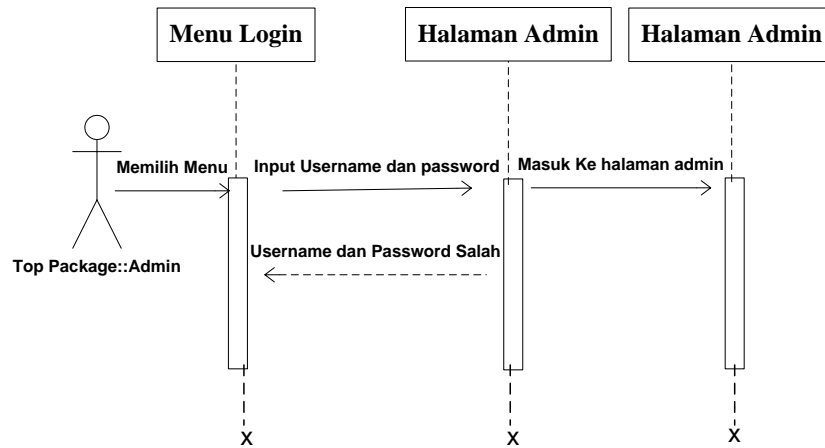 Menu Login
Halaman Admin
Halaman Admin
Memilih Menu
Input Username dan password
Masuk Ke halaman admin
Username dan Password Salah
Top Package::Admin
X
X
X